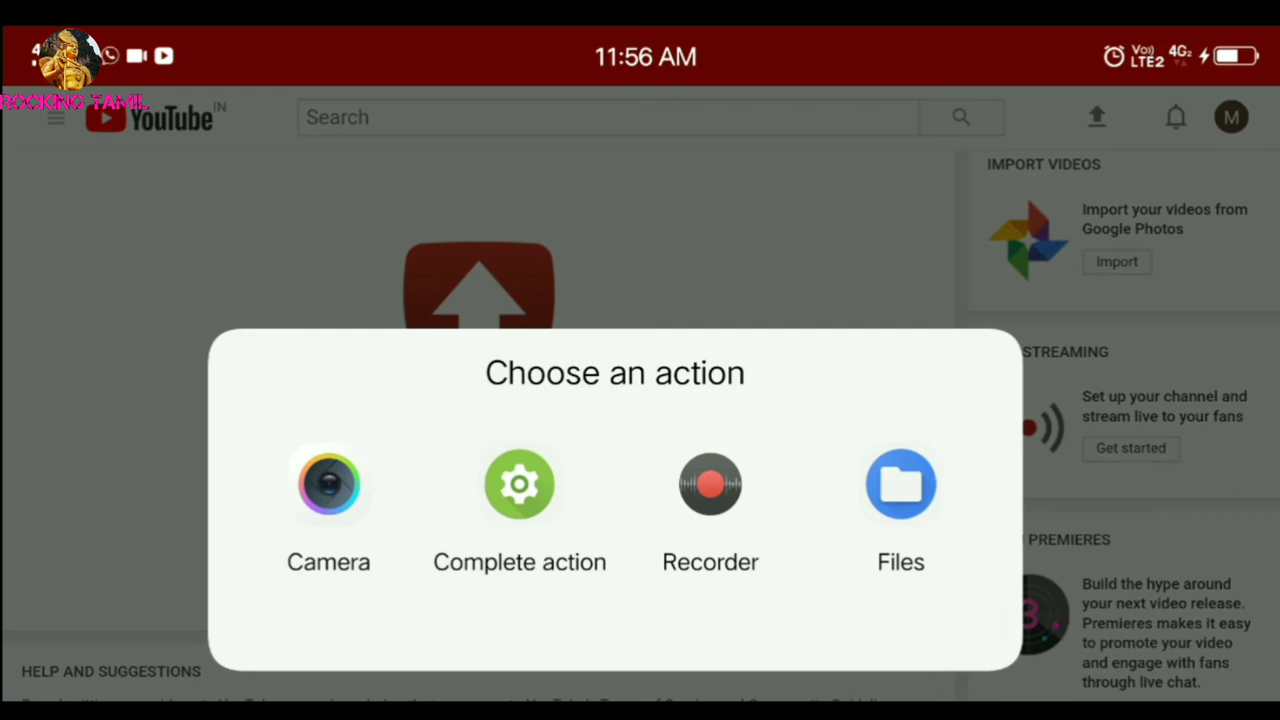 11:56 AM
Vo))
LTE2
4G2
ROCKING TAMIL
YouTube IN
Search
M
IMPORT VIDEOS
Import your videos from
Google Photos
Import
STREAMING
Set up your channel and
stream live to your fans
Get started
Choose an action
Camera
Complete action
Recorder
Files
PREMIERES
Build the hype around
your next video release.
Premieres makes it easy
to promote your video
and engage with fans
through live chat.
HELP AND SUGGESTIONS